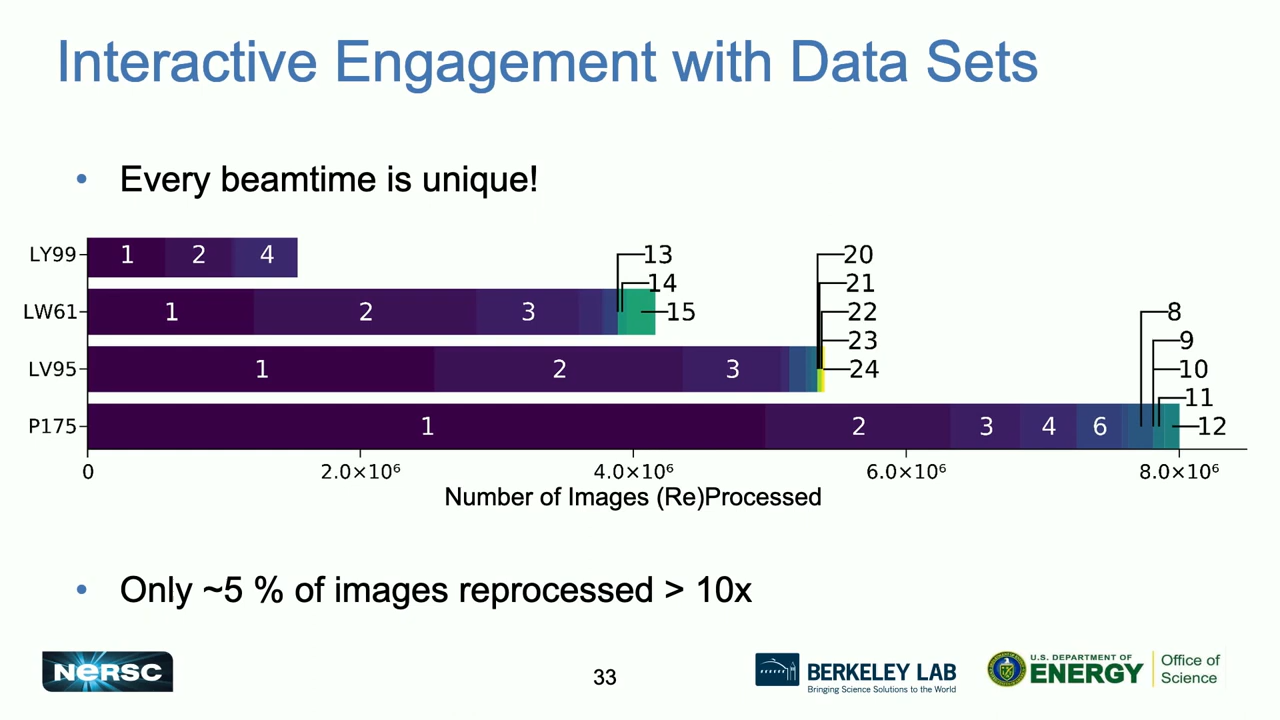 Interactive Engagement with Data Sets
• Every beamtime is unique!
LY99 1 2 4
13
14
15
LW61 1 2 3
20
21
22
23
24
LV95 1 2 3
8
9
10
11
12
P175 1 2 3 4 6
0 2.0×10⁶ 4.0×10⁶ 6.0×10⁶ 8.0×10⁶
Number of Images (Re)Processed
• Only ~5 % of images reprocessed > 10x
NERSC
33
BERKELEY LAB
Bringing Science Solutions to the World
U.S. DEPARTMENT OF
ENERGY
Office of
Science